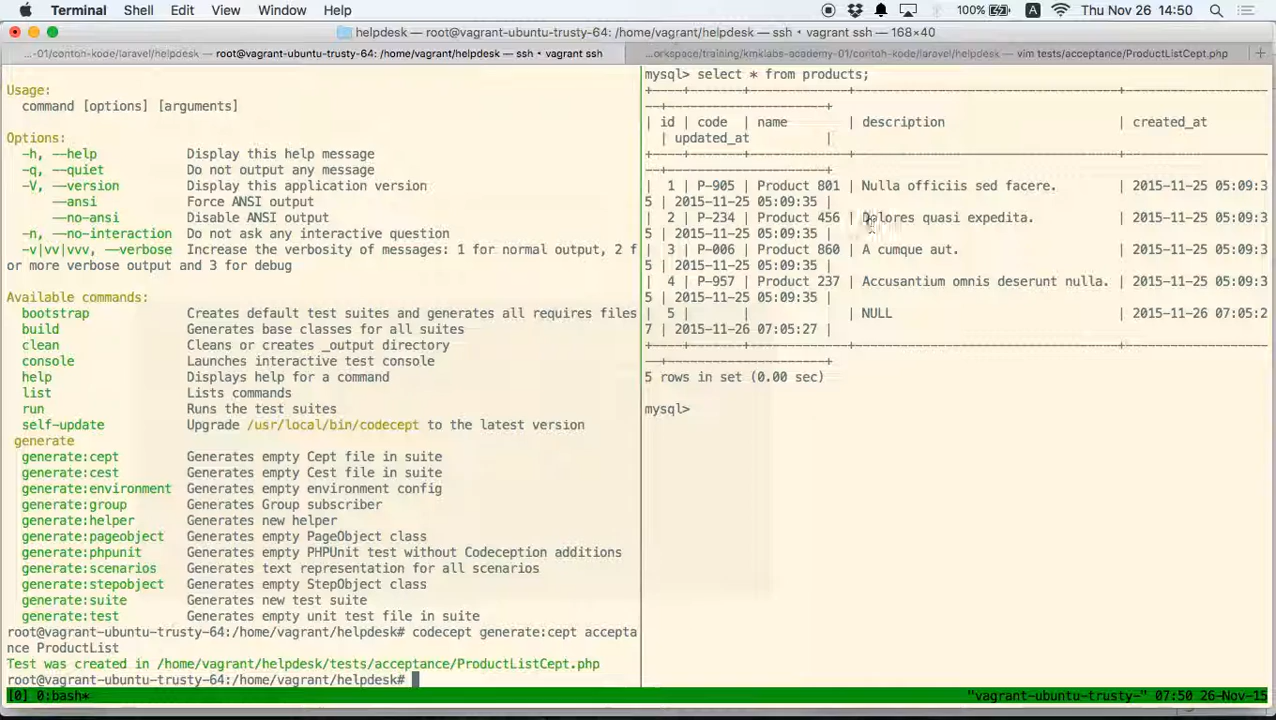 Terminal Shell Edit View Window Help 100% A Thu Nov 26 14:50
helpdesk — root@vagrant-ubuntu-trusty-64: /home/vagrant/helpdesk — ssh • vagrant ssh — 168×40
...-01/contoh-kode/laravel/helpdesk root@vagrant-ubuntu-trusty-64: /home/vagrant/helpdesk — ssh • vagrant ssh ...orkspace/training/kmklabs-academy-01/contoh-kode/laravel/helpdesk — vim tests/acceptance/ProductListCept.php
Usage:
command [options] [arguments]
Options:
-h, --help Display this help message
-q, --quiet Do not output any message
-V, --version Display this application version
--ansi Force ANSI output
--no-ansi Disable ANSI output
-n, --no-interaction Do not ask any interactive question
-v|vv|vvv, --verbose Increase the verbosity of messages: 1 for normal output, 2 f
or more verbose output and 3 for debug
Available commands:
bootstrap Creates default test suites and generates all requires files
build Generates base classes for all suites
clean Cleans or creates _output directory
console Launches interactive test console
help Displays help for a command
list Lists commands
run Runs the test suites
self-update Upgrade /usr/local/bin/codecept to the latest version
generate
generate:cept Generates empty Cept file in suite
generate:cest Generates empty Cest file in suite
generate:environment Generates empty environment config
generate:group Generates Group subscriber
generate:helper Generates new helper
generate:pageobject Generates empty PageObject class
generate:phpunit Generates empty PHPUnit test without Codeception additions
generate:scenarios Generates text representation for all scenarios
generate:stepobject Generates empty StepObject class
generate:suite Generates new test suite
generate:test Generates empty unit test file in suite
root@vagrant-ubuntu-trusty-64:/home/vagrant/helpdesk# codecept generate:cept accepta
nce ProductList
Test was created in /home/vagrant/helpdesk/tests/acceptance/ProductListCept.php
root@vagrant-ubuntu-trusty-64:/home/vagrant/helpdesk#
mysql> select * from products;
| id | code | name | description | created_at
| updated_at |
| 1 | P-905 | Product 801 | Nulla officiis sed facere. | 2015-11-25 05:09:3
5 | 2015-11-25 05:09:35 |
| 2 | P-234 | Product 456 | Dolores quasi expedita. | 2015-11-25 05:09:3
5 | 2015-11-25 05:09:35 |
| 3 | P-006 | Product 860 | A cumque aut. | 2015-11-25 05:09:3
5 | 2015-11-25 05:09:35 |
| 4 | P-957 | Product 237 | Accusantium omnis deserunt nulla. | 2015-11-25 05:09:3
5 | 2015-11-25 05:09:35 |
| 5 | | | NULL | 2015-11-26 07:05:2
7 | 2015-11-26 07:05:27 |
5 rows in set (0.00 sec)
mysql>
[0] 0:bash* "vagrant-ubuntu-trusty-" 07:50 26-Nov-15